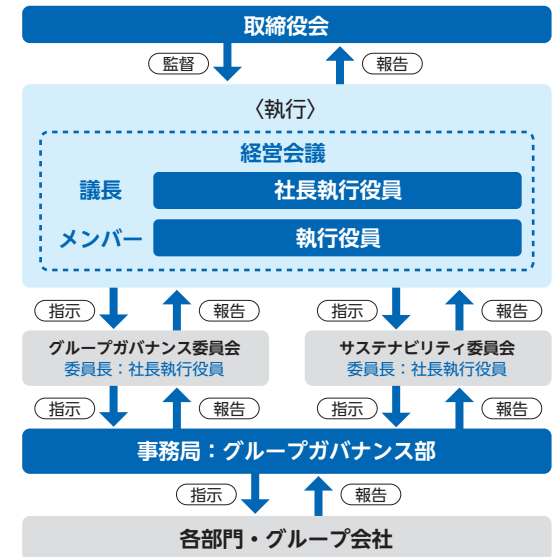 取締役会
監督
報告
〈執行〉
経営会議
議長
社長執行役員
メンバー
執行役員
指示
報告
指示
報告
グループガバナンス委員会
委員長：社長執行役員
サステナビリティ委員会
委員長：社長執行役員
指示
報告
指示
報告
事務局：グループガバナンス部
指示
報告
各部門・グループ会社